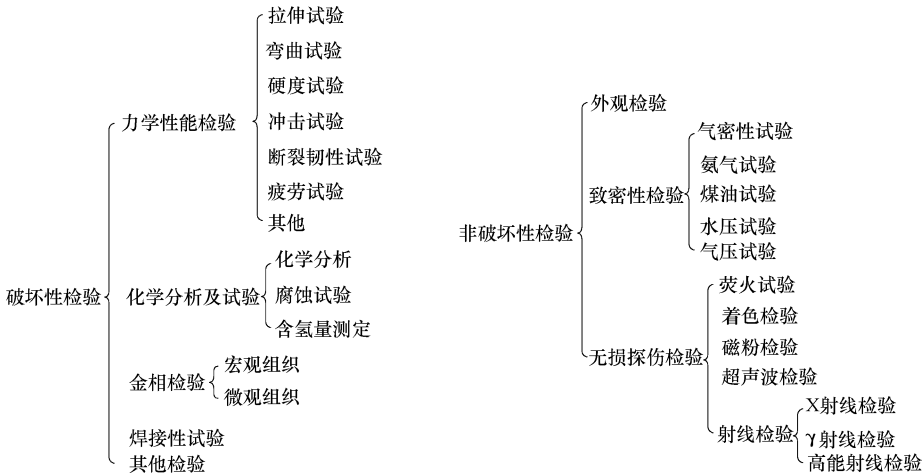 破坏性检验
力学性能检验
拉伸试验
弯曲试验
硬度试验
冲击试验
断裂韧性试验
疲劳试验
其他
化学分析及试验
化学分析
腐蚀试验
含氢量测定
金相检验
宏观组织
微观组织
焊接性试验
其他检验
非破坏性检验
外观检验
致密性检验
气密性试验
氨气试验
煤油试验
水压试验
气压试验
无损探伤检验
荧火试验
着色检验
磁粉检验
超声波检验
射线检验
X射线检验
γ射线检验
高能射线检验